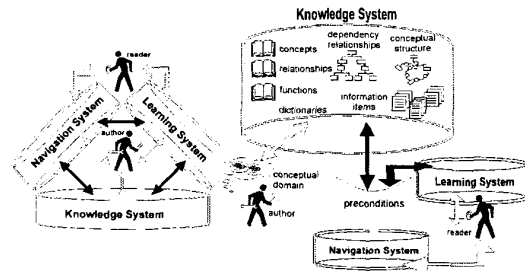 reader
Navigation System
Learning System
author
Knowledge System
Knowledge System
concepts
relationships
functions
dictionaries
dependency
relationships
conceptual
structure
information
items
conceptual
domain
author
preconditions
Learning System
reader
Navigation System